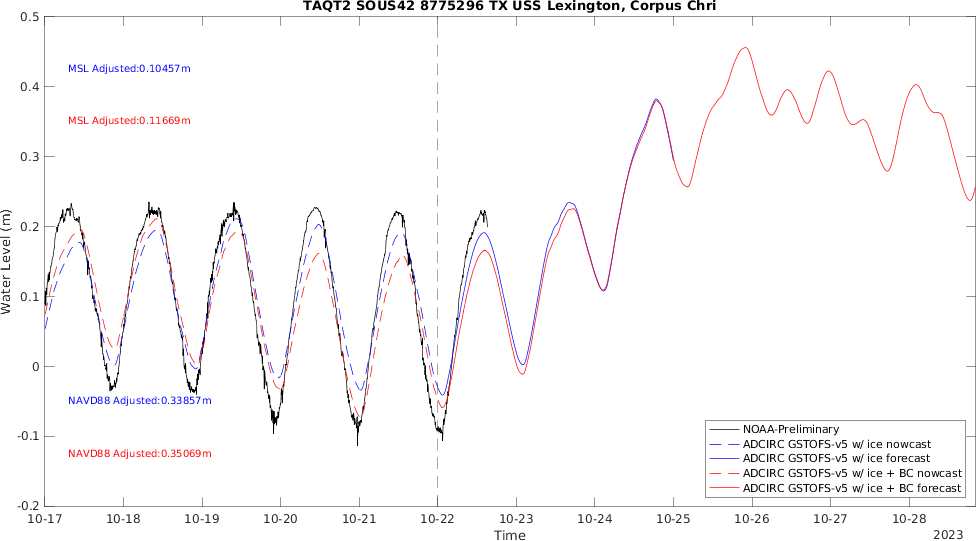 TAQT2 SOUS42 8775296 TX USS Lexington, Corpus Chri
0.5
0.4
0.3
0.2
0.1
0
-0.1
-0.2
Water Level (m)
MSL Adjusted:0.10457m
MSL Adjusted:0.11669m
NAVD88 Adjusted:0.33857m
NAVD88 Adjusted:0.35069m
NOAA-Preliminary
ADCIRC GSTOFS-v5 w/ ice nowcast
ADCIRC GSTOFS-v5 w/ ice forecast
ADCIRC GSTOFS-v5 w/ ice + BC nowcast
ADCIRC GSTOFS-v5 w/ ice + BC forecast
10-17 10-18 10-19 10-20 10-21 10-22 10-23 10-24 10-25 10-26 10-27 10-28
Time
2023